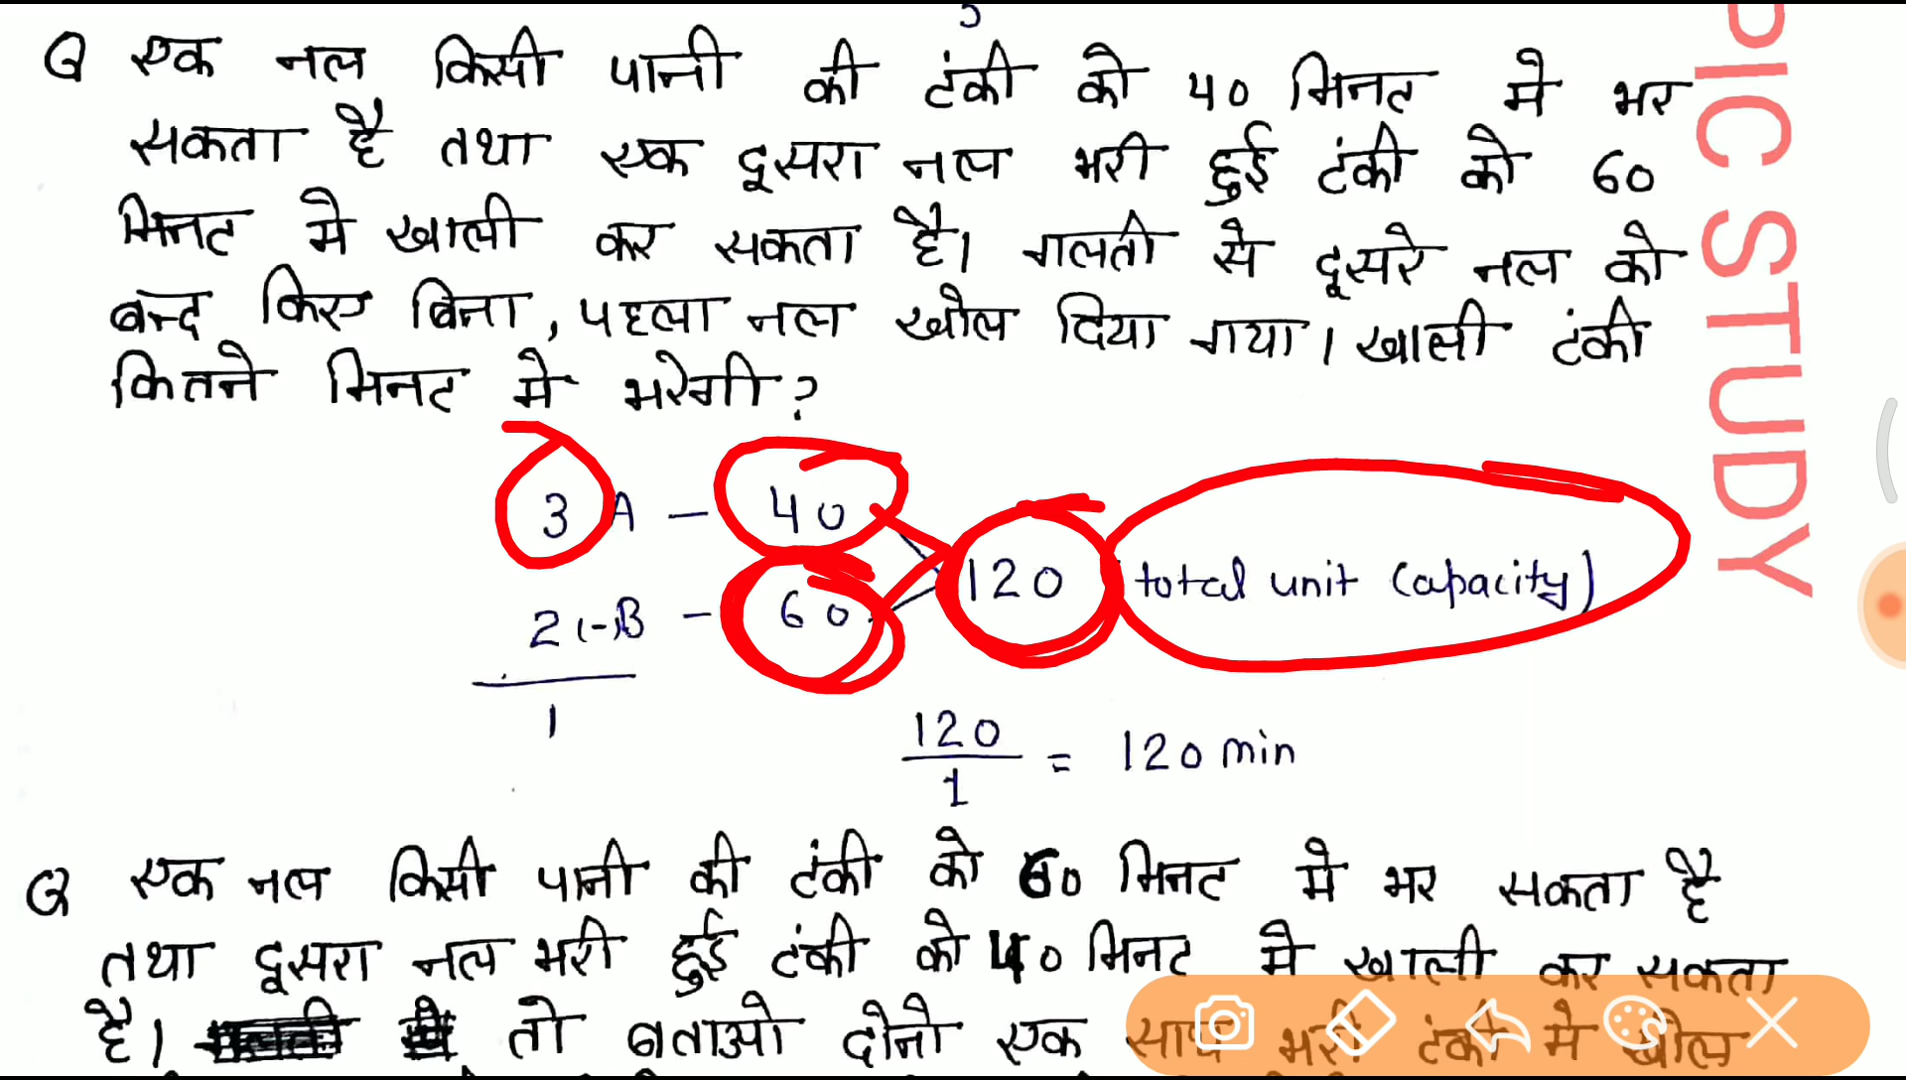 Q एक नल किसी पानी की टंकी को 40 मिनट मे भर
सकता है तथा एक दूसरा नल भरी हुई टंकी को 60
मिनट मे खाली कर सकता है। गलती से दूसरे नल को
बन्द किए बिना, पहला नल खोल दिया गया। खाली टंकी
कितने मिनट मे भरेगी?
3 A - 40
120 total unit (capacity)
2 (-)B - 60
1
120/1 = 120 min
Q एक नल किसी पानी की टंकी को 60 मिनट मे भर सकता है
तथा दूसरा नल भरी हुई टंकी को 40 मिनट मे खाली कर सकता
है। तो बताओ दोनो एक साथ भरी टंकी मे खोल
PIC STUDY